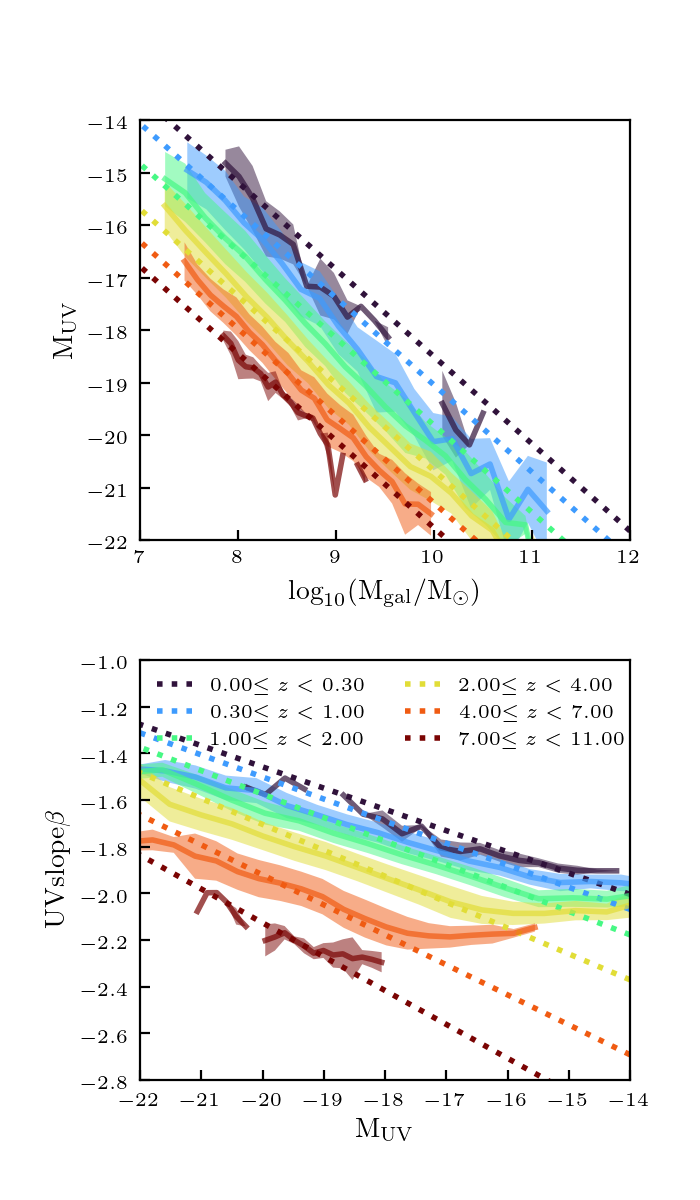 −14
−15
−16
−17
−18
−19
−20
−21
−22
M_UV
7 8 9 10 11 12
log₁₀(M_gal/M_⊙)
−1.0
−1.2
−1.4
−1.6
−1.8
−2.0
−2.2
−2.4
−2.6
−2.8
UVslopeβ
0.00≤ z < 0.30 2.00≤ z < 4.00
0.30≤ z < 1.00 4.00≤ z < 7.00
1.00≤ z < 2.00 7.00≤ z < 11.00
−22 −21 −20 −19 −18 −17 −16 −15 −14
M_UV